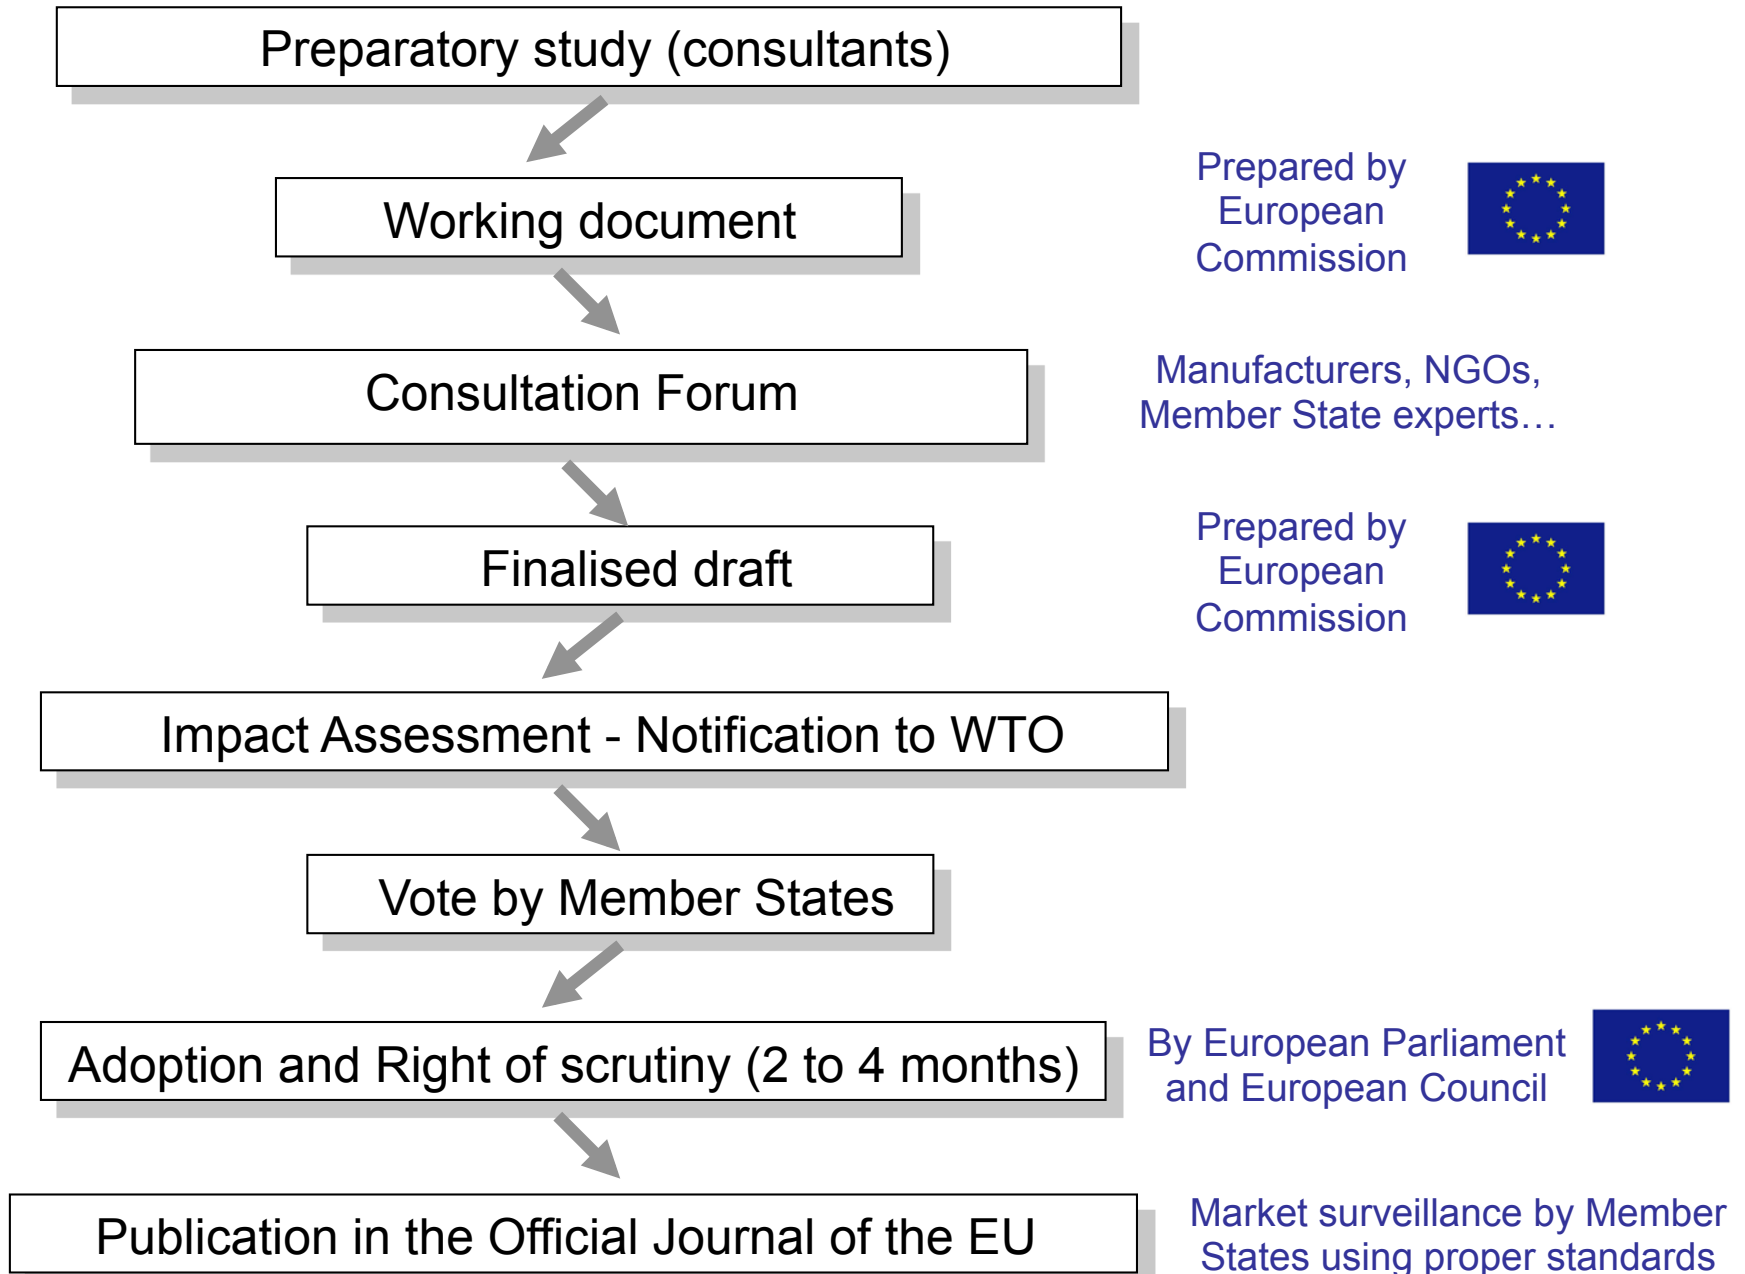 Preparatory study (consultants)
Working document
Prepared by
European
Commission
Consultation Forum
Manufacturers, NGOs,
Member State experts…
Finalised draft
Prepared by
European
Commission
Impact Assessment - Notification to WTO
Vote by Member States
Adoption and Right of scrutiny (2 to 4 months)
By European Parliament
and European Council
Publication in the Official Journal of the EU
Market surveillance by Member
States using proper standards